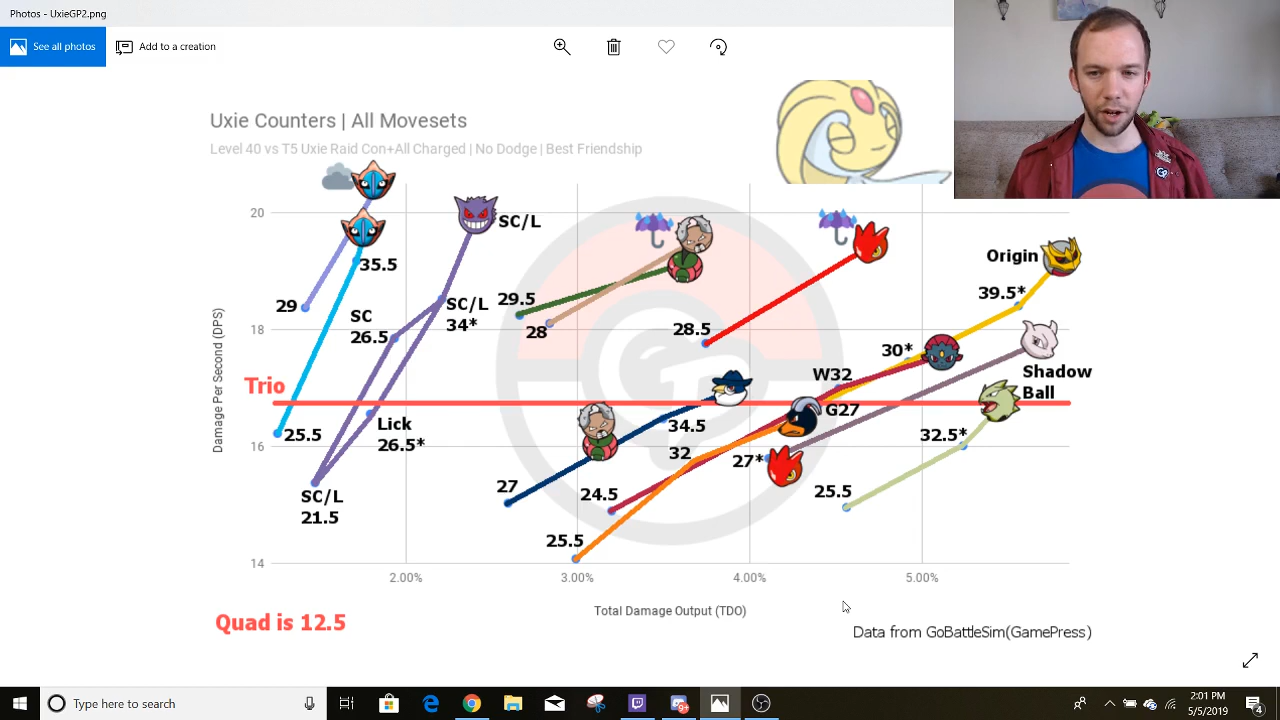 Photos - UxieGP2.png
See all photos
Add to a creation
Uxie Counters | All Movesets
Level 40 vs T5 Uxie Raid Con+All Charged | No Dodge | Best Friendship
20
18
16
14
Damage Per Second (DPS)
2.00%
3.00%
4.00%
5.00%
Total Damage Output (TDO)
Trio
35.5
29
25.5
SC
26.5
SC/L
SC/L
34*
Lick
26.5*
SC/L
21.5
29.5
28
28.5
27
34.5
24.5
32
25.5
W32
G27
27*
30*
Origin
39.5*
Shadow
Ball
32.5*
25.5
Quad is 12.5
Data from GoBattleSim(GamePress)
Type here to search
9+
2:01 PM
5/5/2019
4